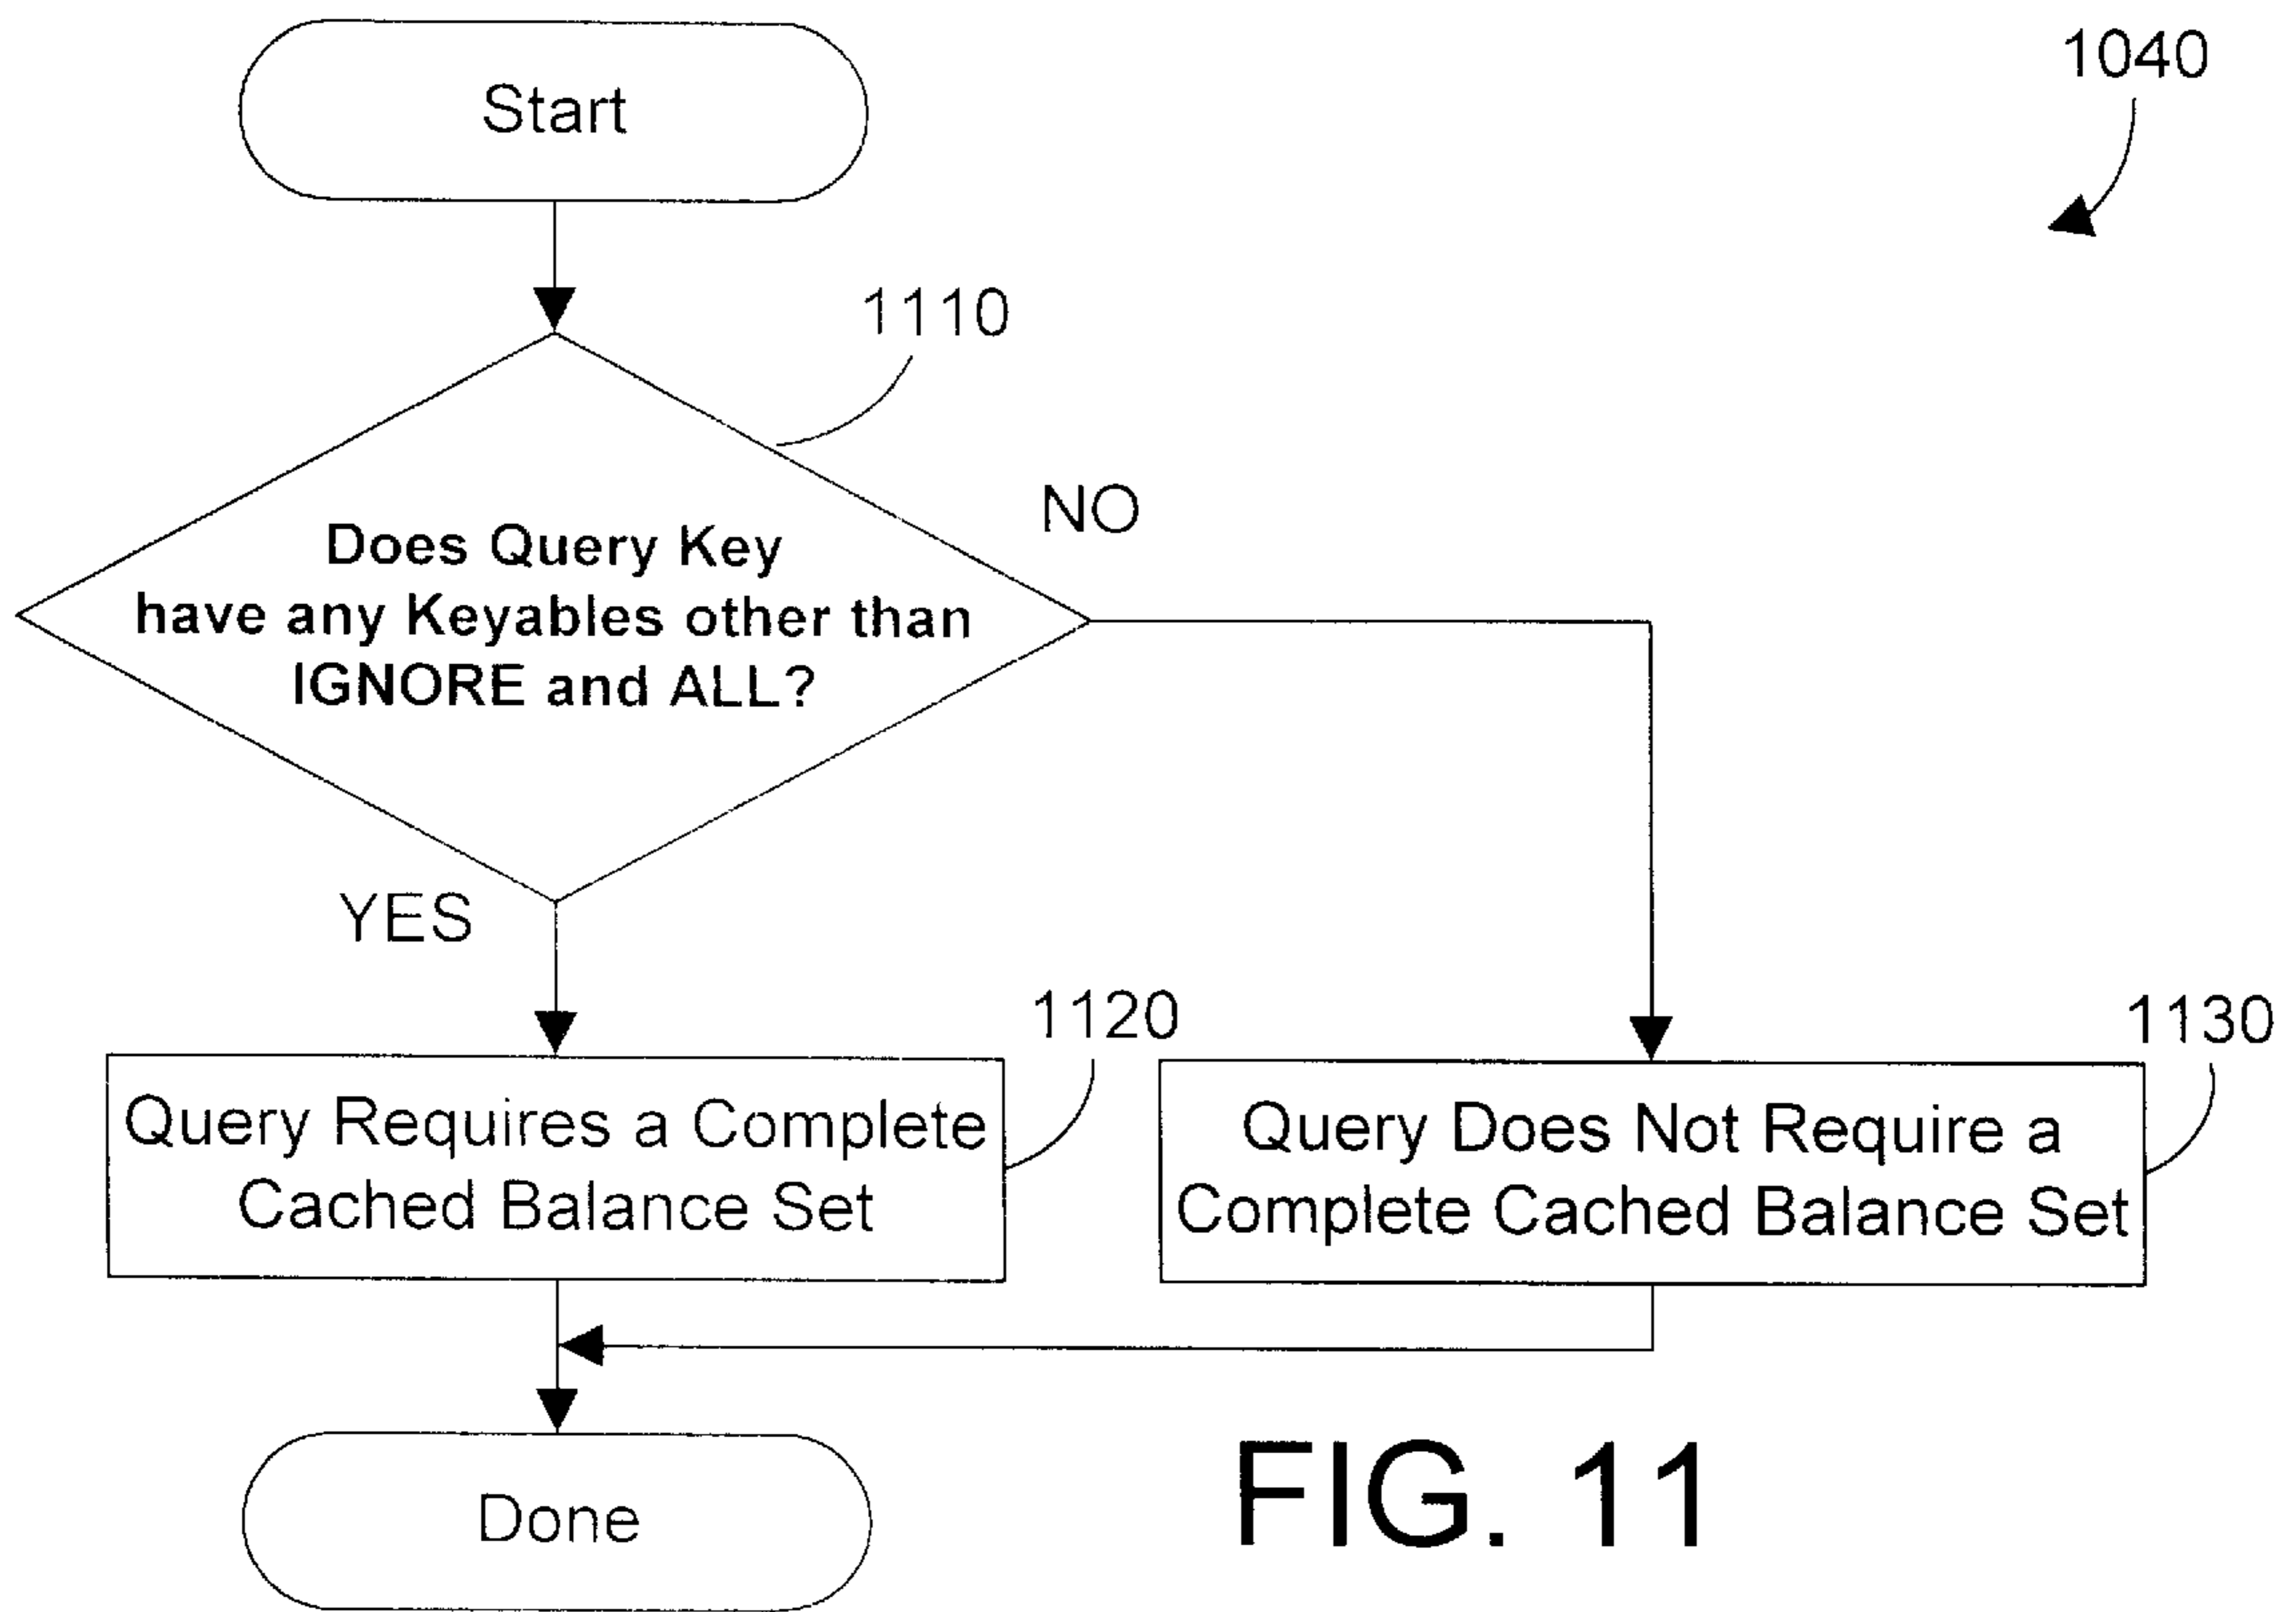 Start
1040
1110
Does Query Key
have any Keyables other than
IGNORE and ALL?
NO
YES
1120
1130
Query Requires a Complete
Cached Balance Set
Query Does Not Require a
Complete Cached Balance Set
Done
FIG. 11